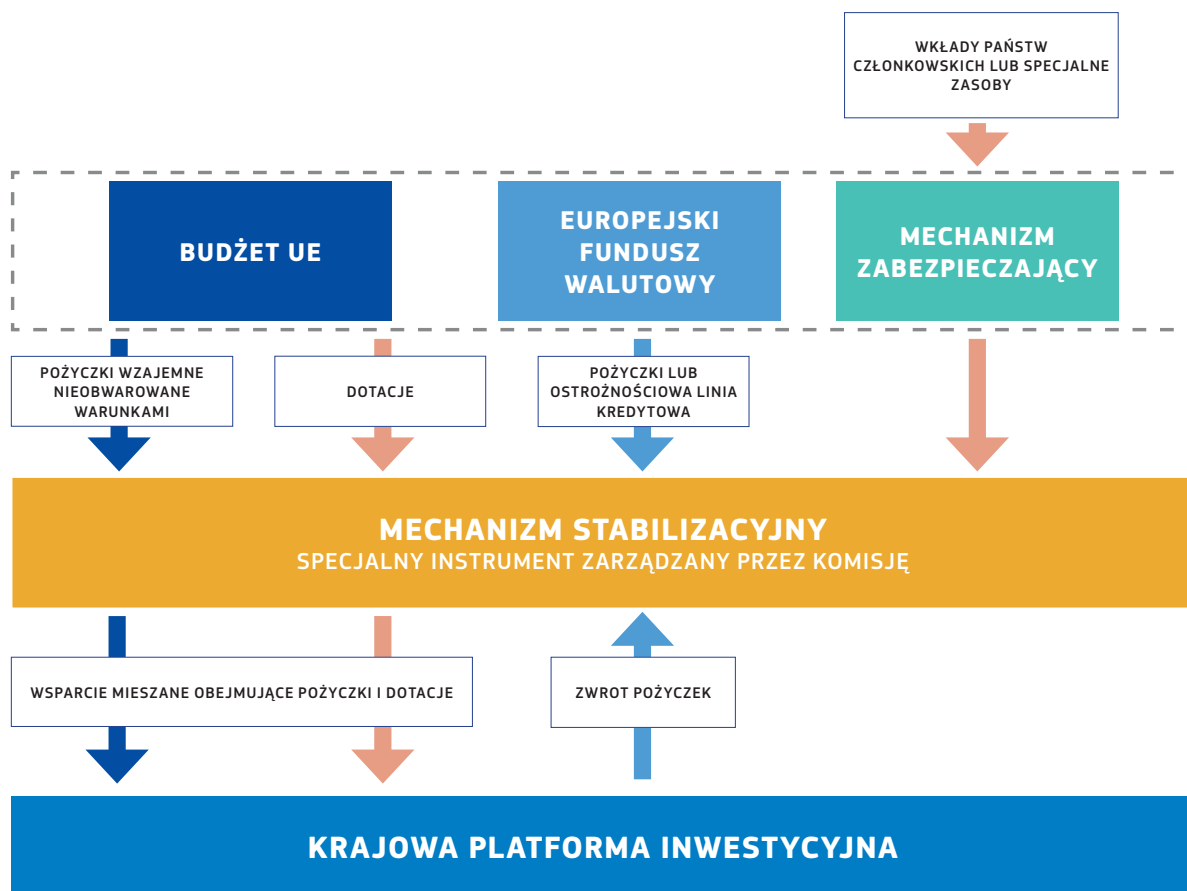 WKŁADY PAŃSTW
CZŁONKOWSKICH LUB SPECJALNE
ZASOBY
BUDŻET UE
EUROPEJSKI
FUNDUSZ
WALUTOWY
MECHANIZM
ZABEZPIECZAJĄCY
POŻYCZKI WZAJEMNE
NIEOBWAROWANE
WARUNKAMI
DOTACJE
POŻYCZKI LUB
OSTROŻNOŚCIOWA LINIA
KREDYTOWA
MECHANIZM STABILIZACYJNY
SPECJALNY INSTRUMENT ZARZĄDZANY PRZEZ KOMISJĘ
WSPARCIE MIESZANE OBEJMUJĄCE POŻYCZKI I DOTACJE
ZWROT POŻYCZEK
KRAJOWA PLATFORMA INWESTYCYJNA